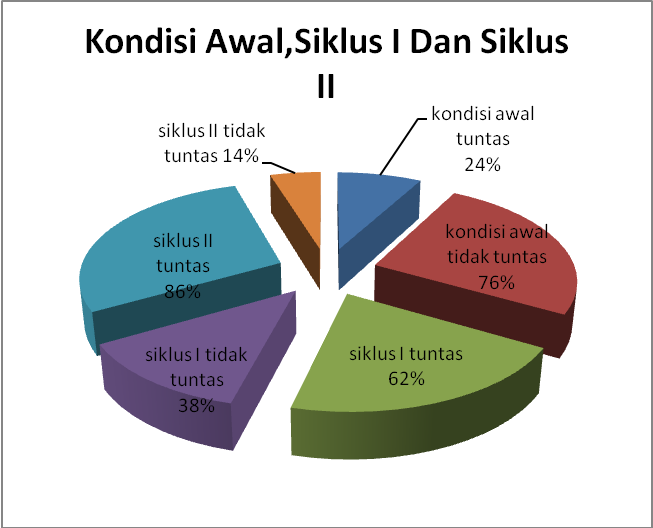 Kondisi Awal,Siklus I Dan Siklus
II
siklus II tidak
tuntas 14%
kondisi awal
tuntas
24%
siklus II
tuntas
86%
kondisi awal
tidak tuntas
76%
siklus I tidak
tuntas
38%
siklus I tuntas
62%